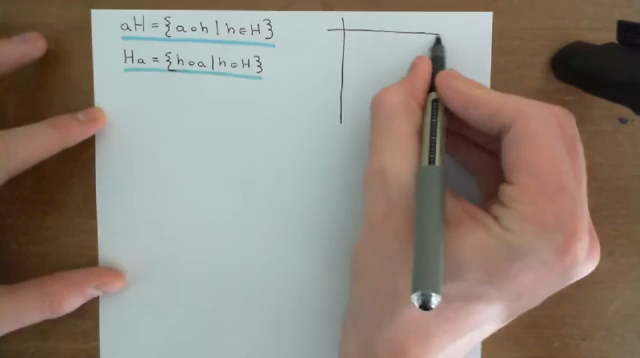 aH = {a∘h | h∈H}
Ha = {h∘a | h∈H}